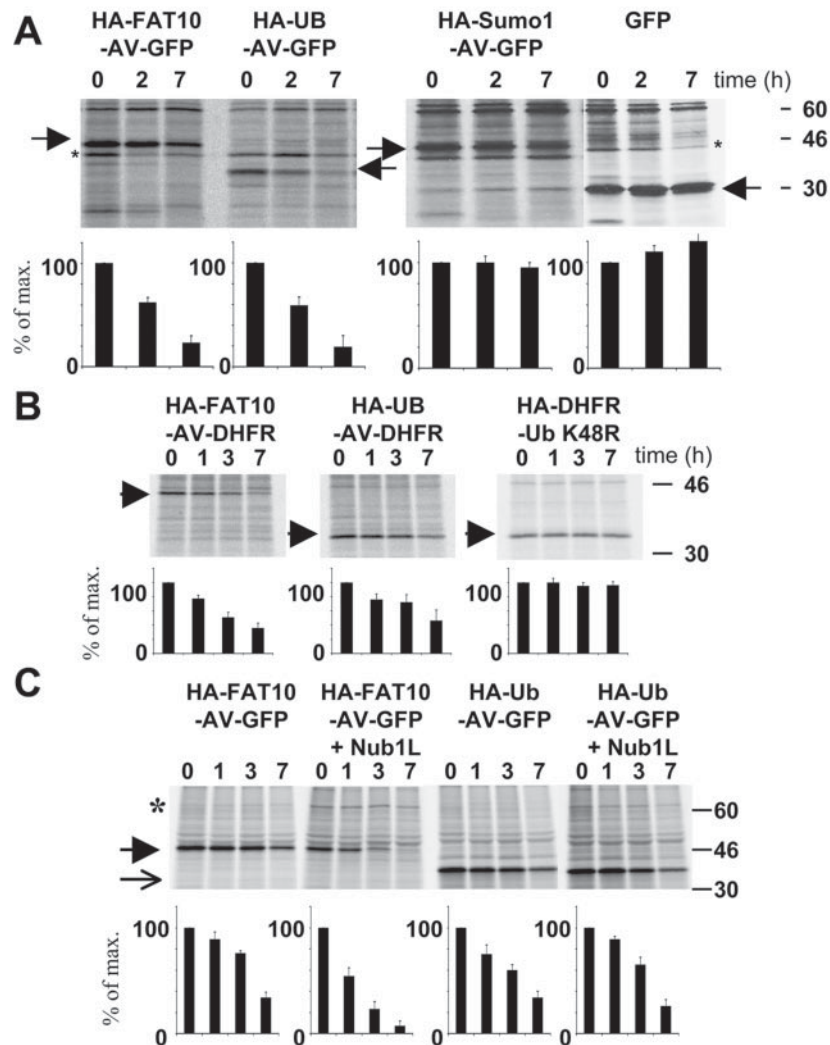 A
HA-FAT10 HA-UB HA-Sumo1 GFP
-AV-GFP -AV-GFP -AV-GFP
0 2 7 0 2 7 0 2 7 0 2 7 time (h)
- 60
- 46
*
*
- 30
% of max.
100 100 100 100
0 0 0 0
B
HA-FAT10 HA-UB HA-DHFR
-AV-DHFR -AV-DHFR -Ub K48R
0 1 3 7 0 1 3 7 0 1 3 7 time (h)
— 46
— 30
% of max.
100 100 100
0 0 0
C
HA-FAT10 HA-FAT10 HA-Ub HA-Ub
-AV-GFP -AV-GFP -AV-GFP -AV-GFP
+ Nub1L + Nub1L
0 1 3 7 0 1 3 7 0 1 3 7 0 1 3 7
*
—60
—46
—30
% of max.
100 100 100 100
0 0 0 0